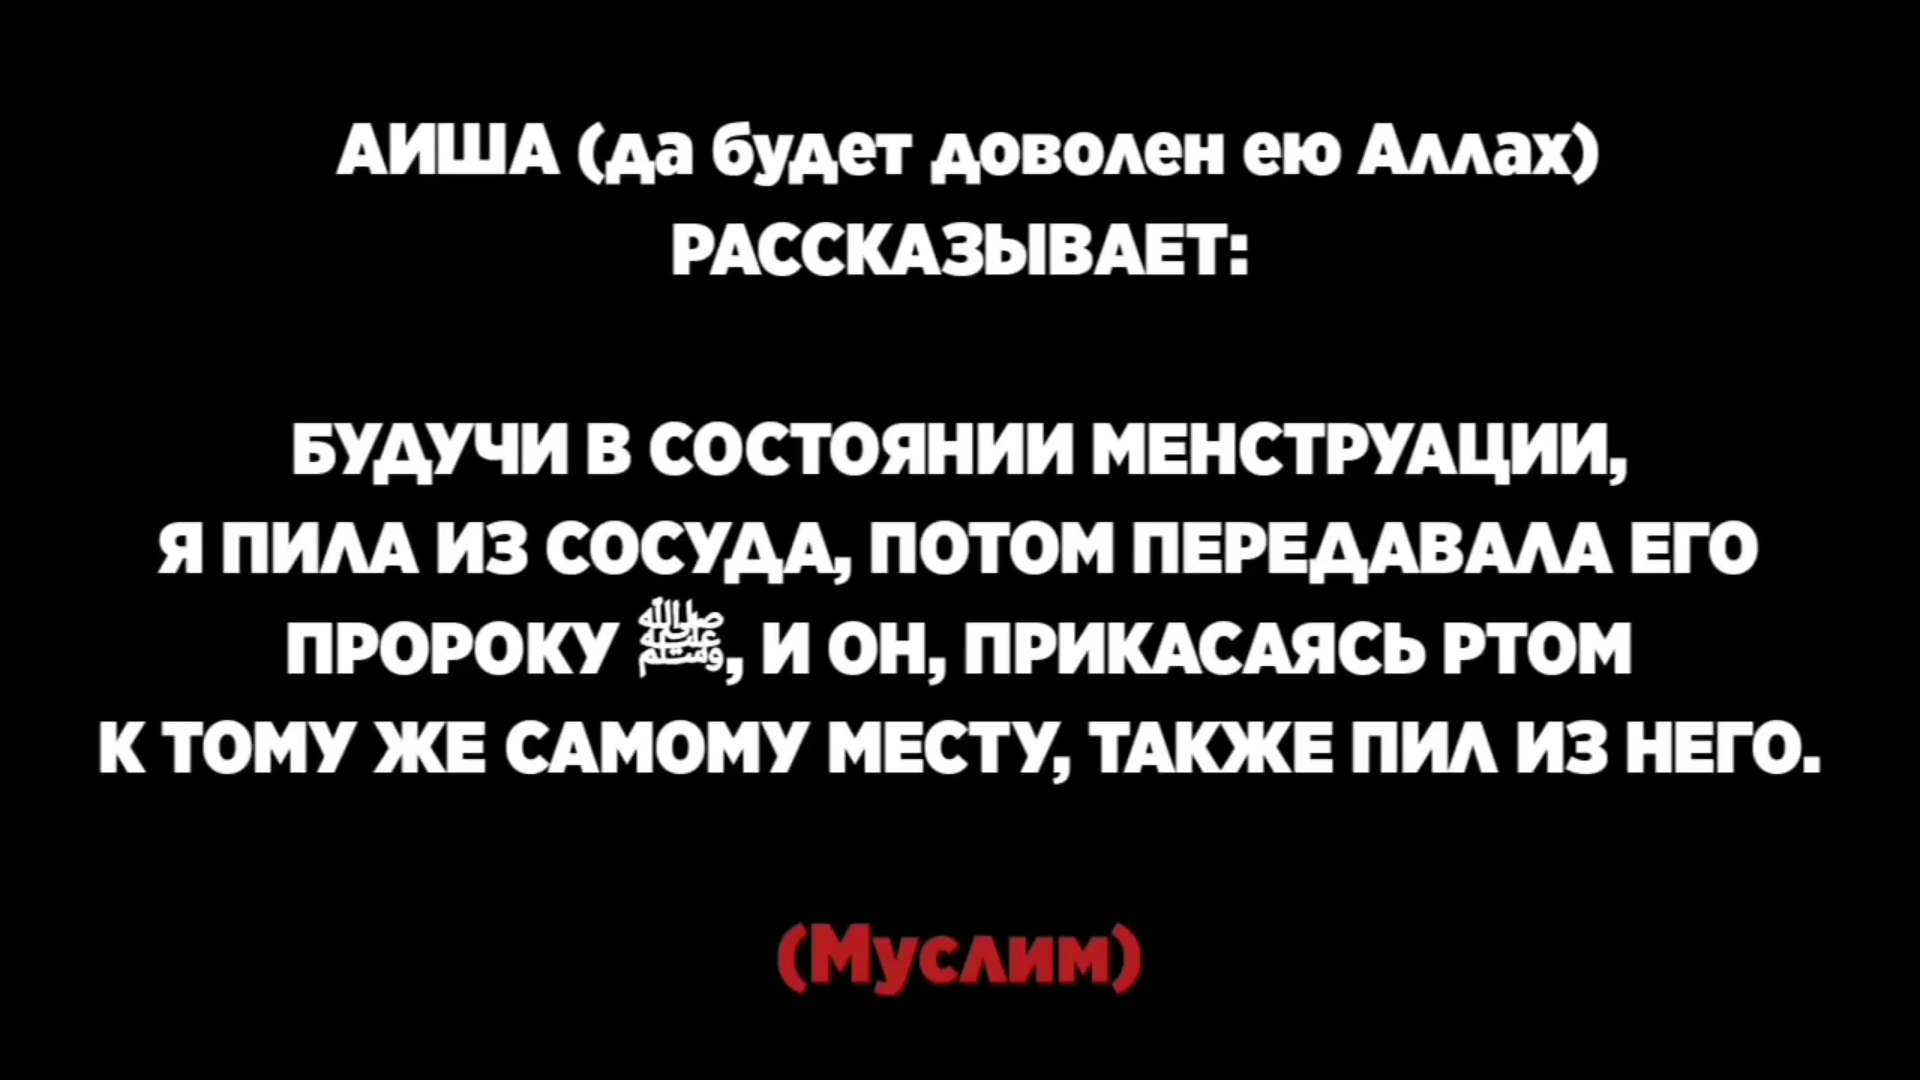 АИША (да будет доволен ею Аллах)
РАССКАЗЫВАЕТ:
БУДУЧИ В СОСТОЯНИИ МЕНСТРУАЦИИ,
Я ПИЛА ИЗ СОСУДА, ПОТОМ ПЕРЕДАВАЛА ЕГО
ПРОРОКУ ﷺ, И ОН, ПРИКАСАЯСЬ РТОМ
К ТОМУ ЖЕ САМОМУ МЕСТУ, ТАКЖЕ ПИЛ ИЗ НЕГО.
(Муслим)